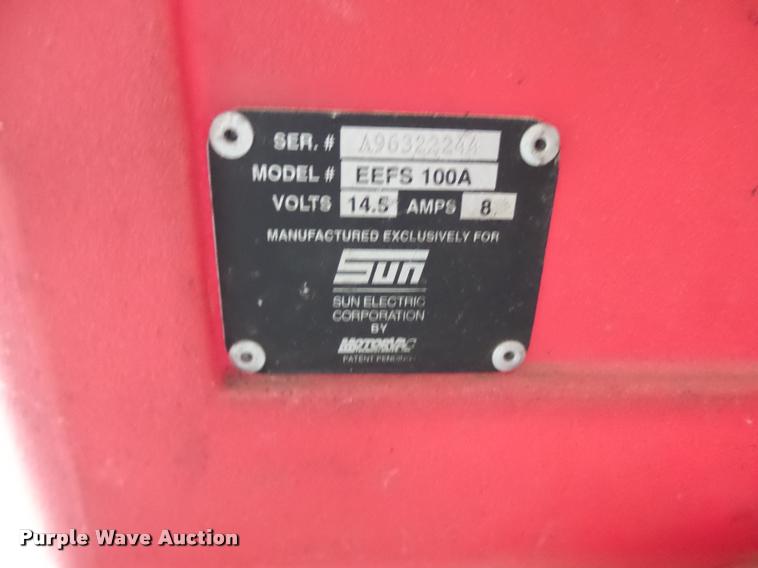 SER. # A96322244
MODEL # EEFS 100A
VOLTS 14.5 AMPS 8
MANUFACTURED EXCLUSIVELY FOR
Sun
SUN ELECTRIC
CORPORATION
BY
MOTORVAC
PATENT PENDING
Purple Wave Auction